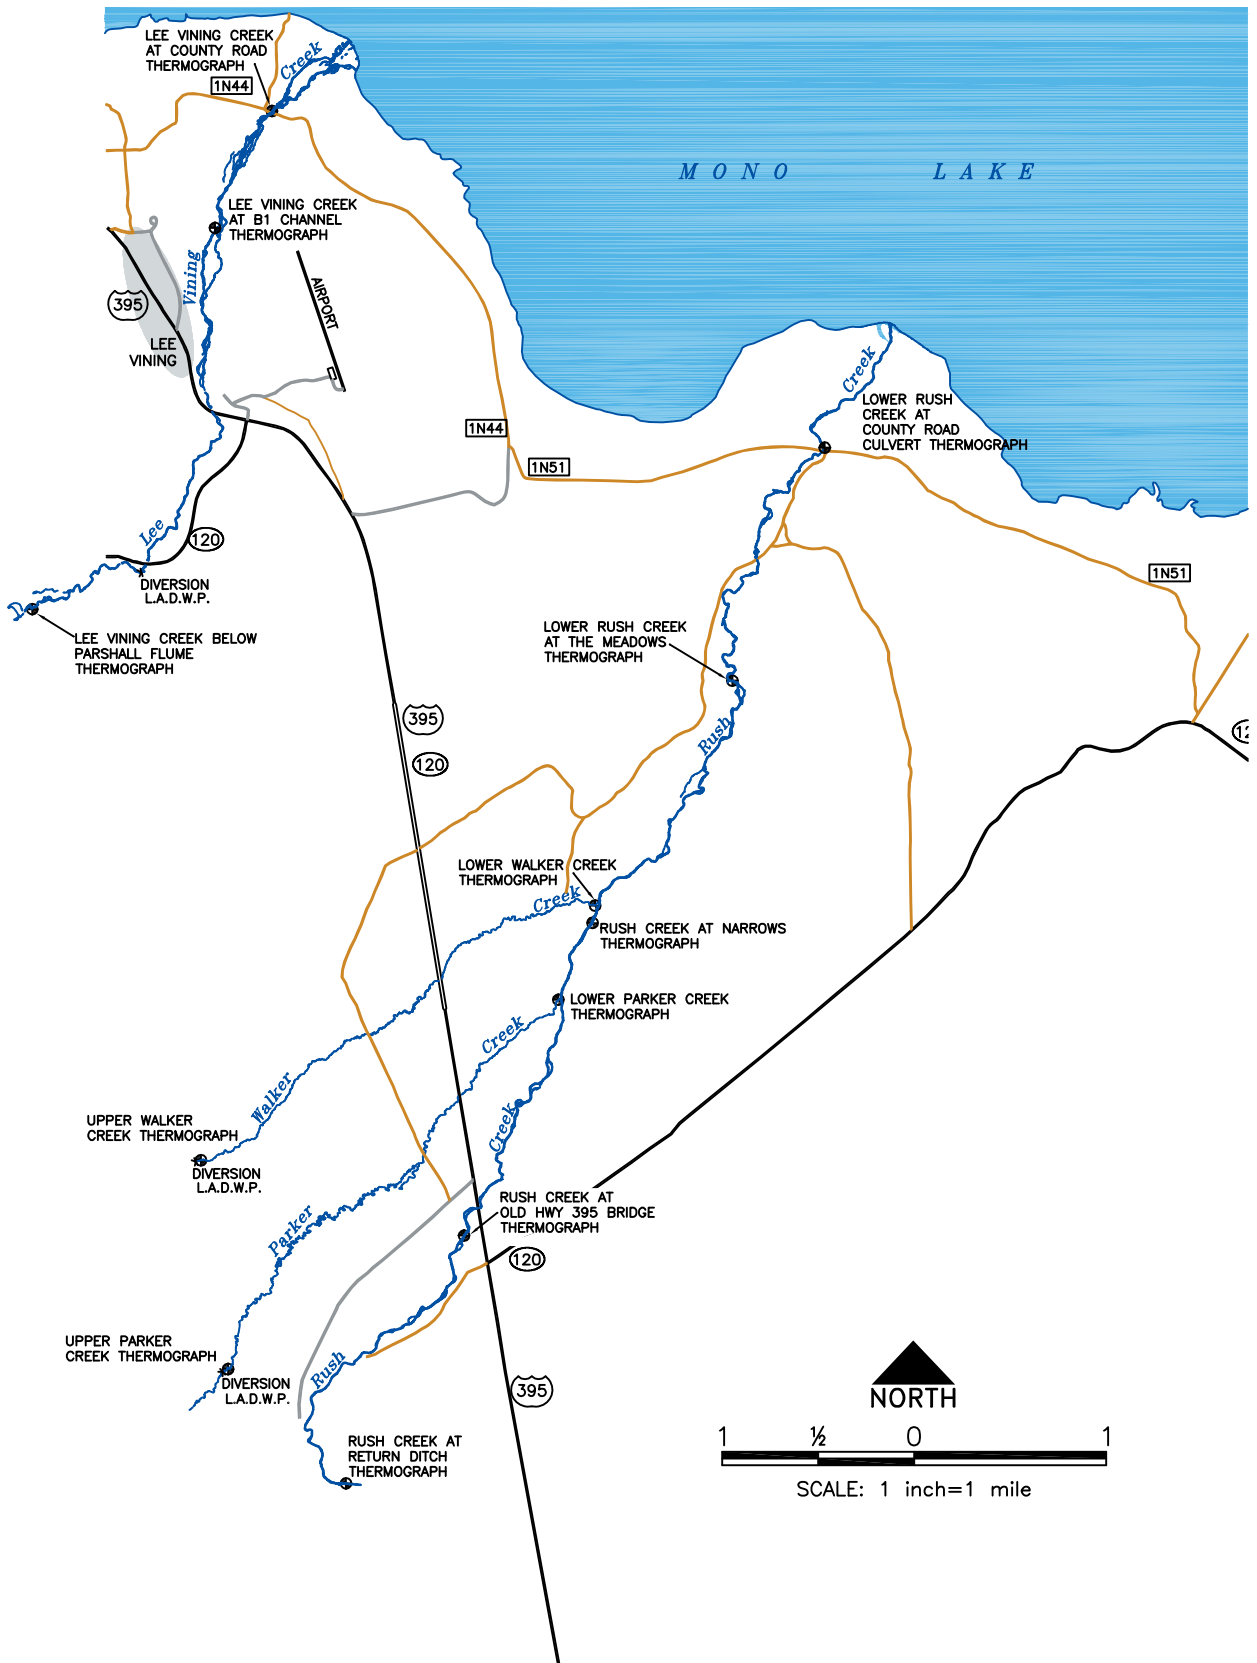 LEE VINING CREEK
AT COUNTY ROAD
THERMOGRAPH
Creek
1N44
MONO LAKE
LEE VINING CREEK
AT B1 CHANNEL
THERMOGRAPH
Vining
395
AIRPORT
LEE
VINING
Creek
LOWER RUSH
CREEK AT
COUNTY ROAD
CULVERT THERMOGRAPH
1N44
1N51
Lee
120
DIVERSION
L.A.D.W.P.
1N51
LEE VINING CREEK BELOW
PARSHALL FLUME
THERMOGRAPH
LOWER RUSH CREEK
AT THE MEADOWS
THERMOGRAPH
395
Rush
12
120
LOWER WALKER CREEK
THERMOGRAPH
Creek
RUSH CREEK AT NARROWS
THERMOGRAPH
LOWER PARKER CREEK
THERMOGRAPH
Creek
Walker
UPPER WALKER
CREEK THERMOGRAPH
Creek
DIVERSION
L.A.D.W.P.
RUSH CREEK AT
OLD HWY 395 BRIDGE
THERMOGRAPH
Parker
120
UPPER PARKER
CREEK THERMOGRAPH
DIVERSION
L.A.D.W.P.
Rush
395
NORTH
1 ½ 0 1
SCALE: 1 inch=1 mile
RUSH CREEK AT
RETURN DITCH
THERMOGRAPH